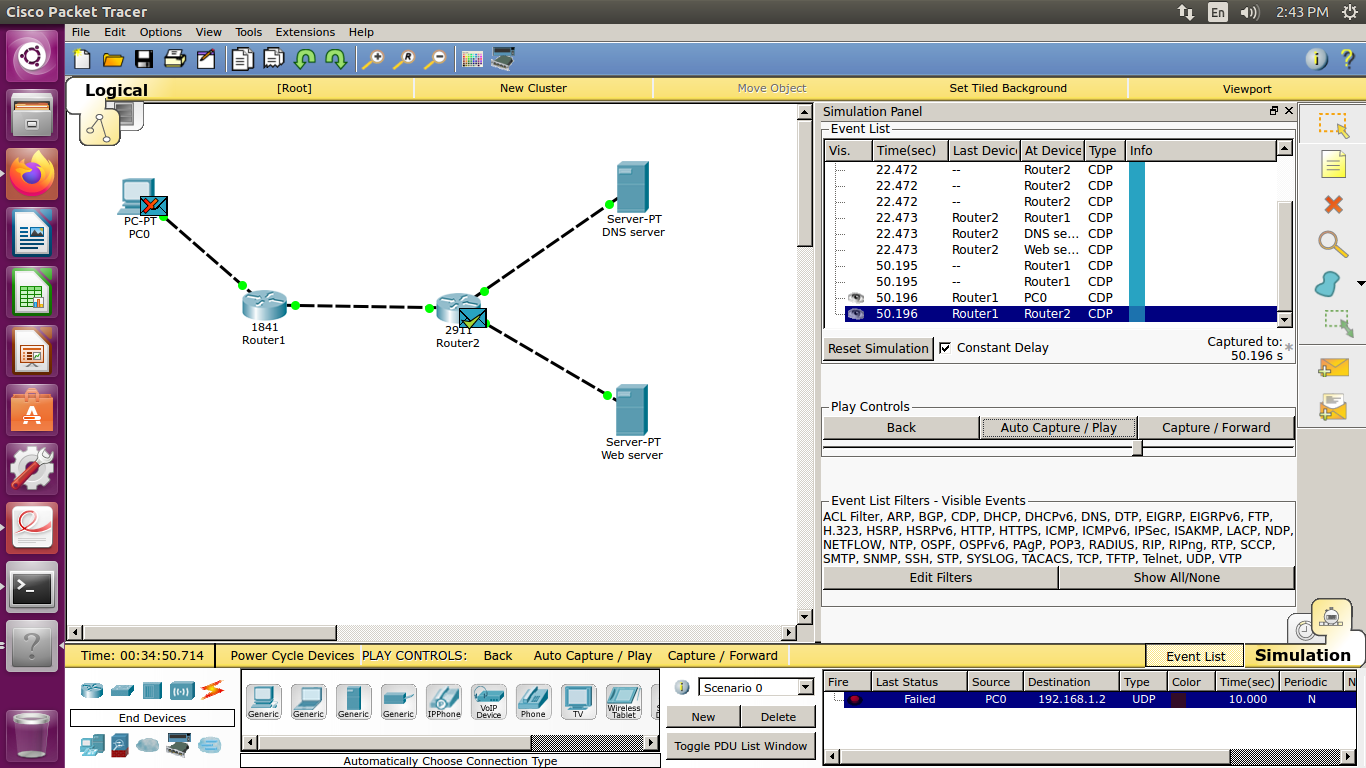 Cisco Packet Tracer
En
2:43 PM
File Edit Options View Tools Extensions Help
Logical
[Root]
New Cluster
Move Object
Set Tiled Background
Viewport
PC-PT
PC0
1841
Router1
2911
Router2
Server-PT
DNS server
Server-PT
Web server
Simulation Panel
Event List
Vis. Time(sec) Last Device At Device Type Info
22.472 -- Router2 CDP
22.472 -- Router2 CDP
22.472 -- Router2 CDP
22.473 Router2 Router1 CDP
22.473 Router2 DNS se... CDP
22.473 Router2 Web se... CDP
50.195 -- Router1 CDP
50.195 -- Router1 CDP
50.196 Router1 PC0 CDP
50.196 Router1 Router2 CDP
Reset Simulation
Constant Delay
Captured to:
50.196 s
*
Play Controls
Back
Auto Capture / Play
Capture / Forward
Event List Filters - Visible Events
ACL Filter, ARP, BGP, CDP, DHCP, DHCPv6, DNS, DTP, EIGRP, EIGRPv6, FTP,
H.323, HSRP, HSRPv6, HTTP, HTTPS, ICMP, ICMPv6, IPSec, ISAKMP, LACP, NDP,
NETFLOW, NTP, OSPF, OSPFv6, PAgP, POP3, RADIUS, RIP, RIPng, RTP, SCCP,
SMTP, SNMP, SSH, STP, SYSLOG, TACACS, TCP, TFTP, Telnet, UDP, VTP
Edit Filters
Show All/None
Time: 00:34:50.714
Power Cycle Devices
PLAY CONTROLS:
Back
Auto Capture / Play
Capture / Forward
Event List
Simulation
End Devices
Generic
Generic
Generic
Generic
IPPhone
VoIP
Device
Phone
TV
Wireless
Tablet
Automatically Choose Connection Type
Scenario 0
New
Delete
Toggle PDU List Window
Fire Last Status Source Destination Type Color Time(sec) Periodic N
Failed PC0 192.168.1.2 UDP 10.000 N